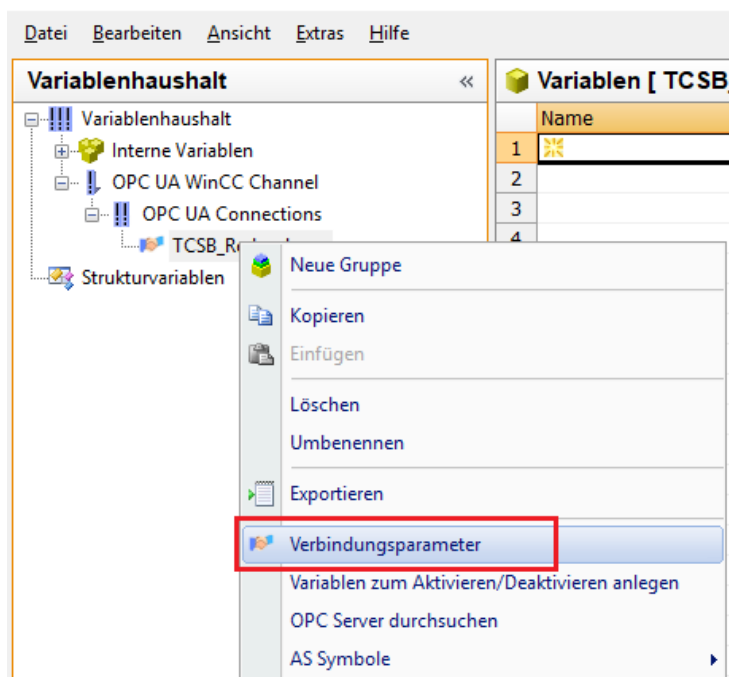 Datei Bearbeiten Ansicht Extras Hilfe
Variablenhaushalt «
Variablen [ TCSB_
Variablenhaushalt
Name
Interne Variablen
1
OPC UA WinCC Channel
2
OPC UA Connections
3
4
Strukturvariablen
Neue Gruppe
Kopieren
Einfügen
Löschen
Umbenennen
Exportieren
Verbindungsparameter
Variablen zum Aktivieren/Deaktivieren anlegen
OPC Server durchsuchen
AS Symbole